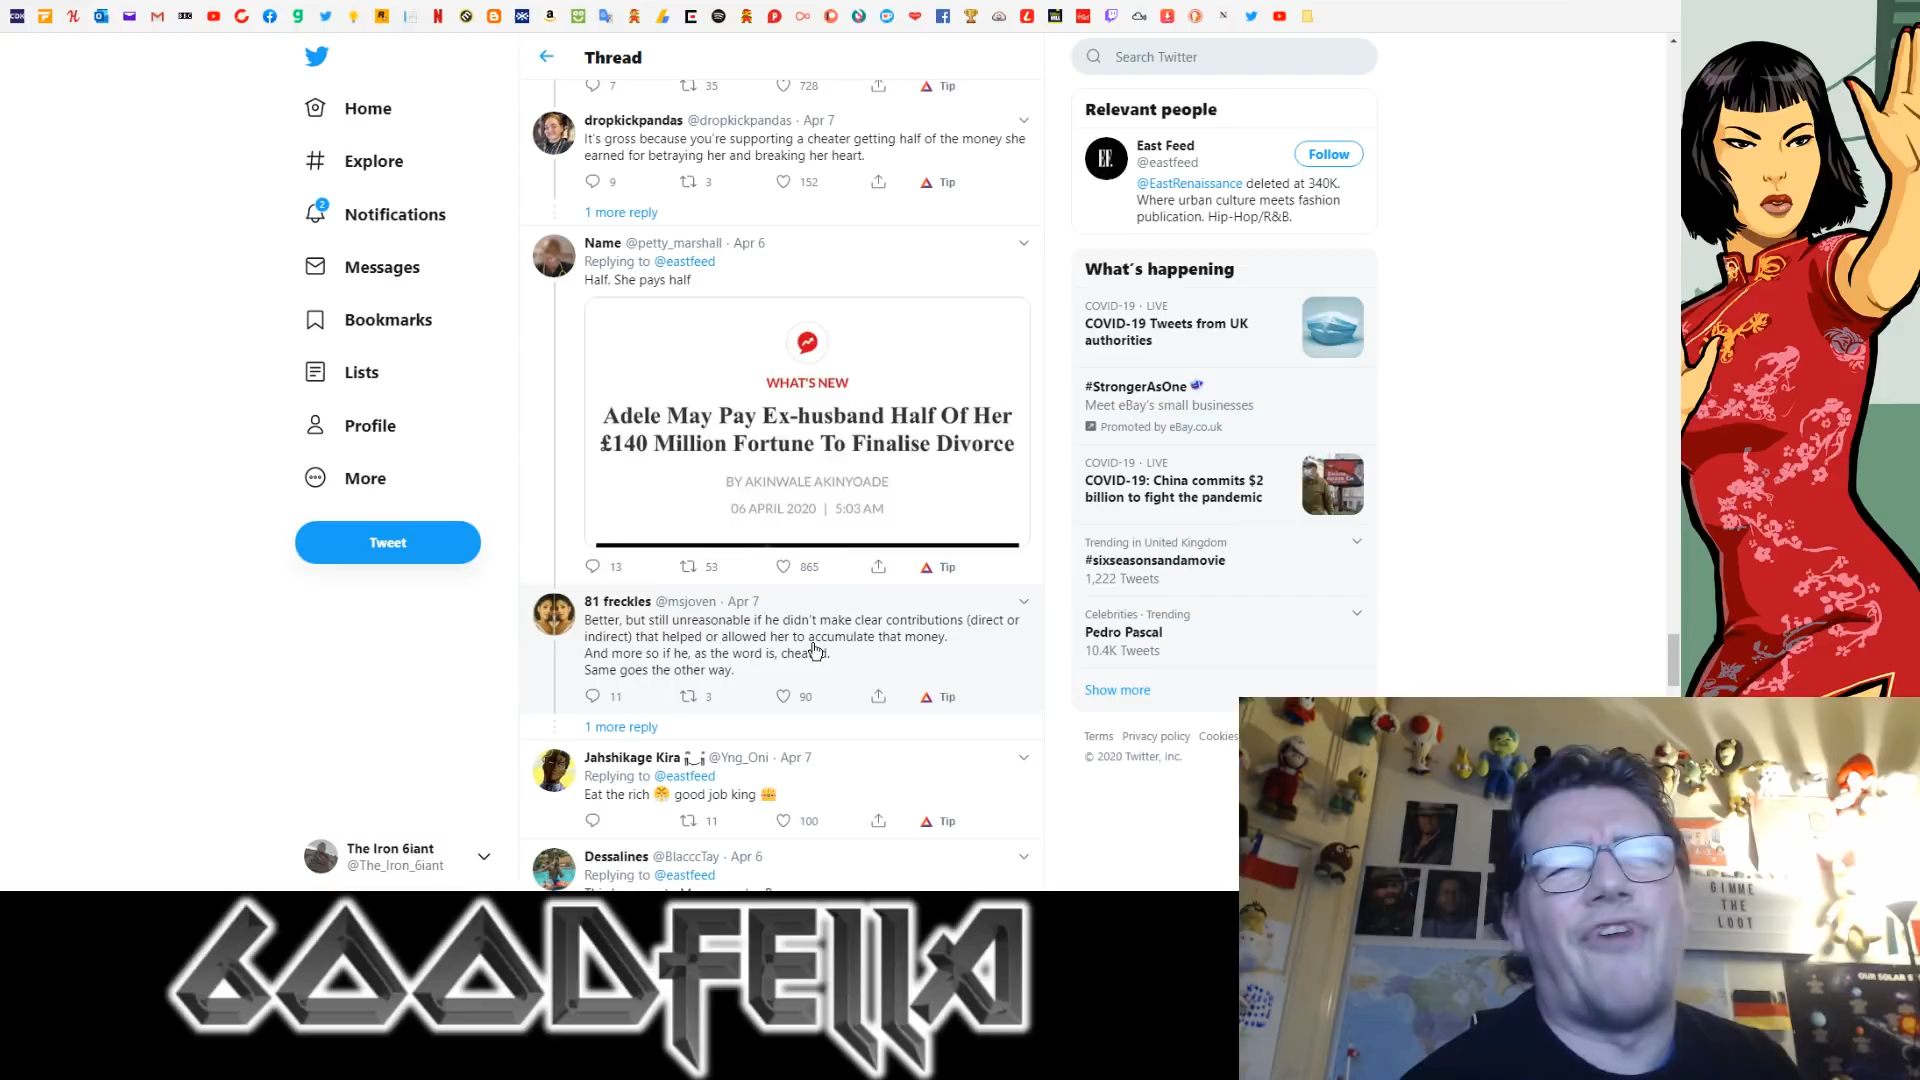 Thread
Search Twitter
7 35 728 Tip
Home
Explore
2
Notifications
Messages
Bookmarks
Lists
Profile
More
Tweet
The Iron 6iant
@The_Iron_6iant
dropkickpandas @dropkickpandas · Apr 7
It's gross because you're supporting a cheater getting half of the money she
earned for betraying her and breaking her heart.
9 3 152 Tip
1 more reply
Name @petty_marshall · Apr 6
Replying to @eastfeed
Half. She pays half
WHAT'S NEW
Adele May Pay Ex-husband Half Of Her
£140 Million Fortune To Finalise Divorce
BY AKINWALE AKINYOADE
06 APRIL 2020 | 5:03 AM
13 53 865 Tip
81 freckles @msjoven · Apr 7
Better, but still unreasonable if he didn't make clear contributions (direct or
indirect) that helped or allowed her to accumulate that money.
And more so if he, as the word is, cheated.
Same goes the other way.
11 3 90 Tip
1 more reply
Jahshikage Kira @Yng_Oni · Apr 7
Replying to @eastfeed
Eat the rich 😤 good job king 👑
11 100 Tip
Dessalines @BlacccTay · Apr 6
Replying to @eastfeed
Relevant people
EF.
East Feed
@eastfeed
Follow
@EastRenaissance deleted at 340K.
Where urban culture meets fashion
publication. Hip-Hop/R&B.
What's happening
COVID-19 · LIVE
COVID-19 Tweets from UK
authorities
#StrongerAsOne
Meet eBay's small businesses
Promoted by eBay.co.uk
COVID-19 · LIVE
COVID-19: China commits $2
billion to fight the pandemic
Trending in United Kingdom
#sixseasonsandamovie
1,222 Tweets
Celebrities · Trending
Pedro Pascal
10.4K Tweets
Show more
Terms Privacy policy Cookies
© 2020 Twitter, Inc.
6OODFELLA
GIMME
THE
LOOT
OUR SOLAR S